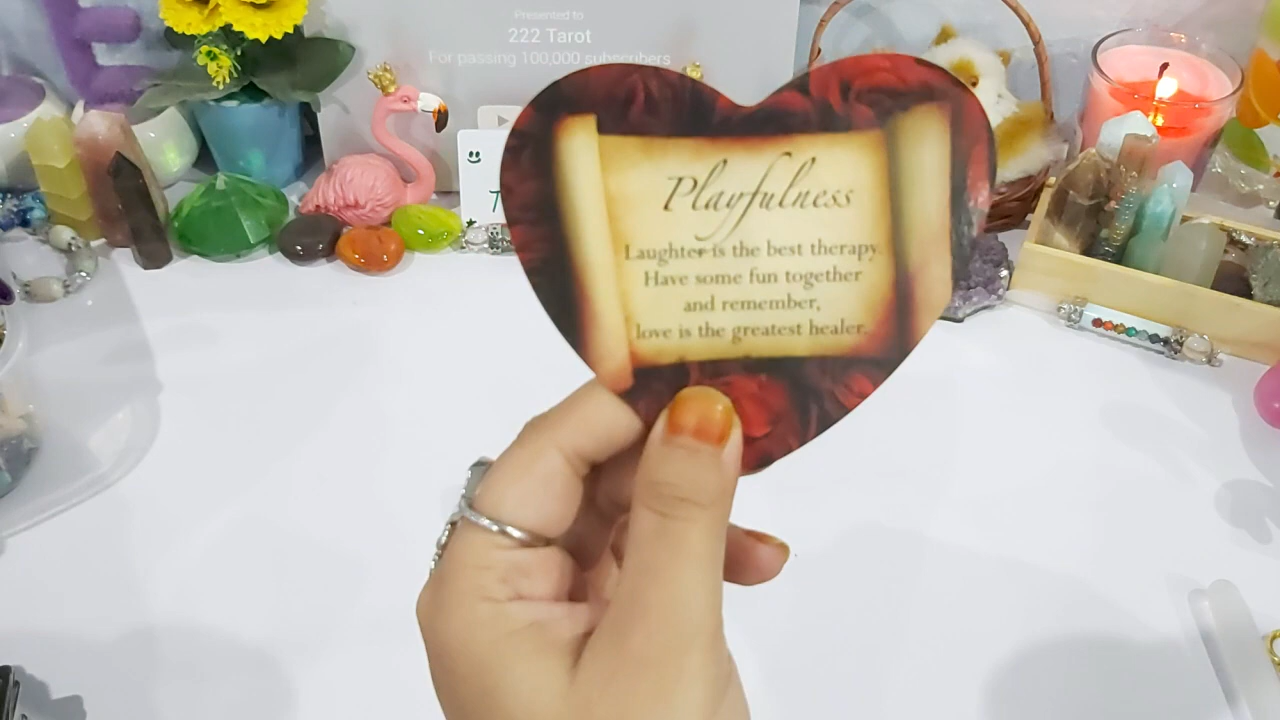 Presented to
222 Tarot
For passing 100,000 subscribers
Playfulness
Laughter is the best therapy.
Have some fun together
and remember,
love is the greatest healer.